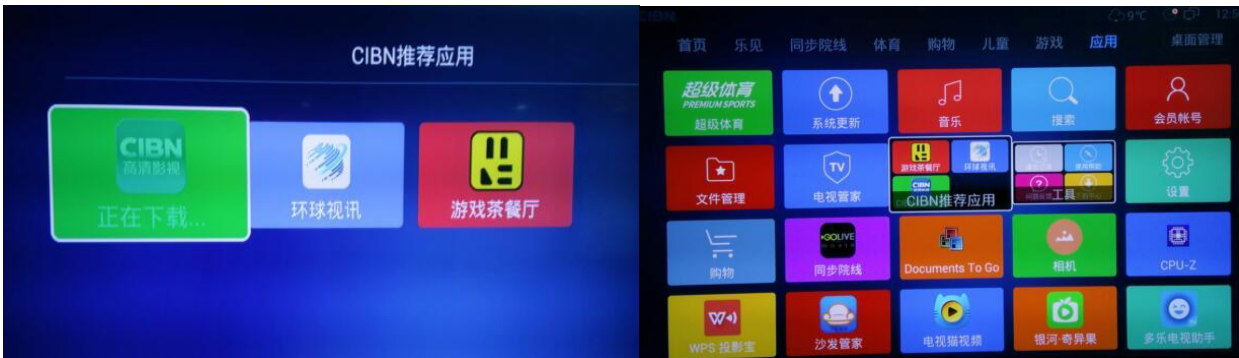 CIBN推荐应用
CIBN
高清影视
正在下载...
环球视讯
游戏茶餐厅
CIBN
9℃
12:5
首页 乐见 同步院线 体育 购物 儿童 游戏 应用 桌面管理
超级体育
PREMIUM SPORTS
超级体育
系统更新
音乐
搜索
会员帐号
文件管理
TV
电视管家
游戏茶餐厅
环球视讯
CIBN
CIBN推荐应用
工具
设置
购物
GOLIVE
同步院线
Documents To Go
相机
CPU-Z
WPS 投影宝
沙发管家
电视猫视频
银河·奇异果
多乐电视助手